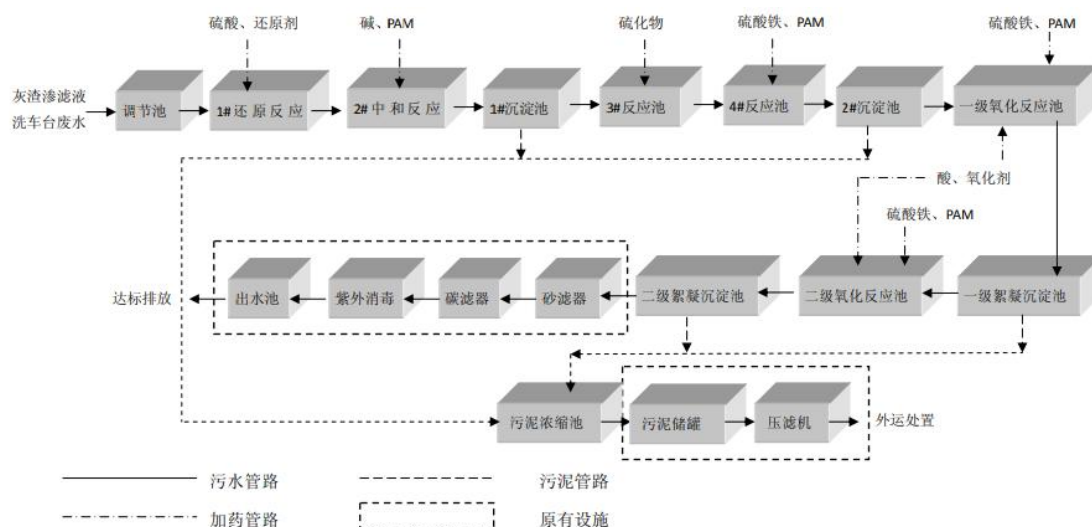 硫酸、还原剂
碱、PAM
硫化物
硫酸铁、PAM
硫酸铁、PAM
灰渣渗滤液
洗车台废水
调节池
1#还原反应
2#中和反应
1#沉淀池
3#反应池
4#反应池
2#沉淀池
一级氧化反应池
酸、氧化剂
硫酸铁、PAM
达标排放
出水池
紫外消毒
碳滤器
砂滤器
二级絮凝沉淀池
二级氧化反应池
一级絮凝沉淀池
污泥浓缩池
污泥储罐
压滤机
外运处置
污水管路
污泥管路
加药管路
原有设施